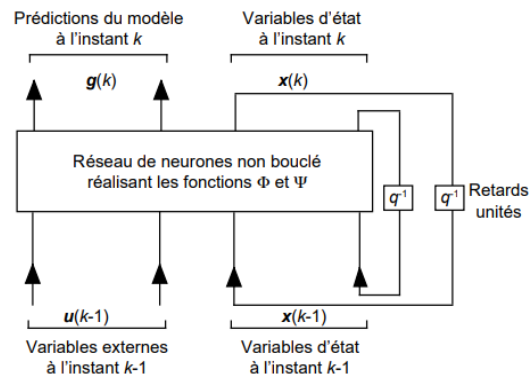 Prédictions du modèle
à l'instant k
Variables d'état
à l'instant k
g(k)
x(k)
Réseau de neurones non bouclé
réalisant les fonctions Φ et Ψ
q-1
q-1
Retards
unités
u(k-1)
x(k-1)
Variables externes
à l'instant k-1
Variables d'état
à l'instant k-1